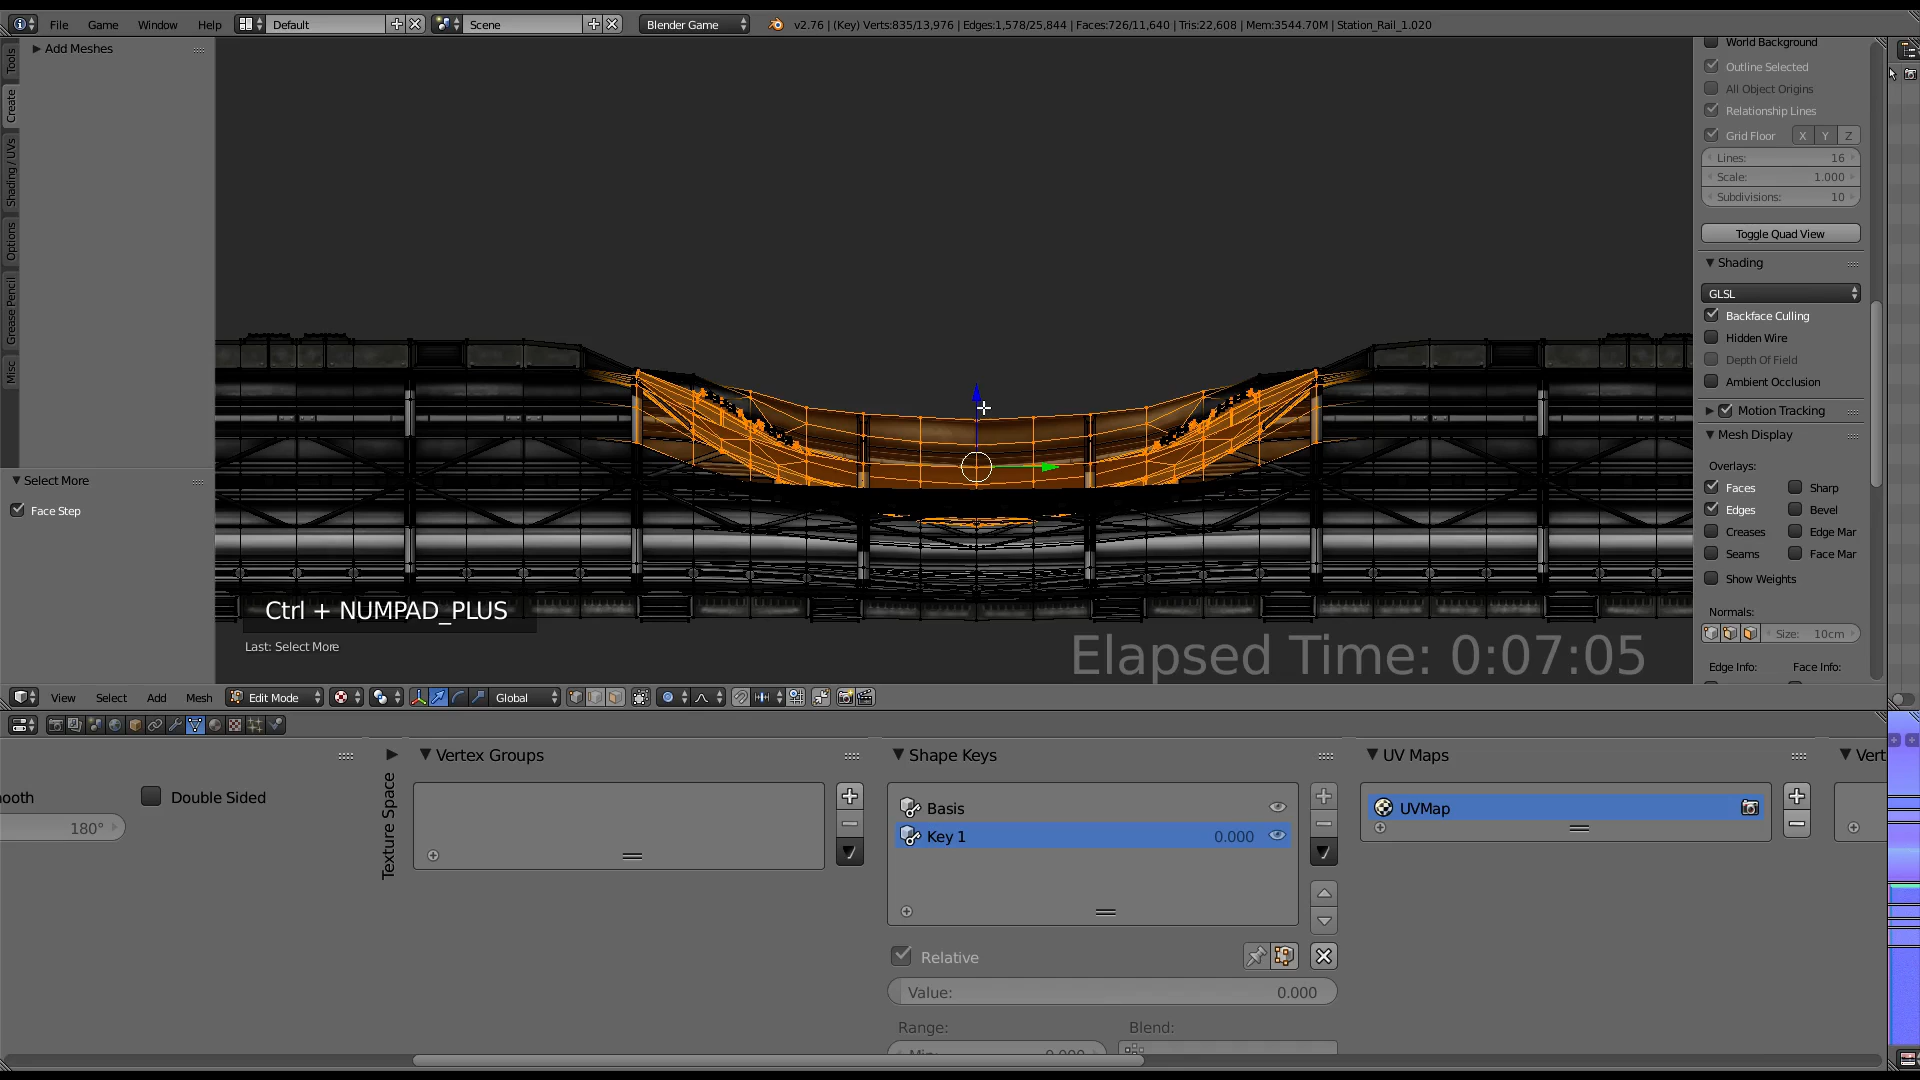 File Game Window Help Default Scene Blender Game v2.76 | (Key) Verts:835/13,976 | Edges:1,578/25,844 | Faces:726/11,640 | Tris:22,608 | Mem:3544.70M | Station_Rail_1.020
Add Meshes
Tools
Create
Shading / UVs
Options
Grease Pencil
Misc
Select More
Face Step
World Background
Outline Selected
All Object Origins
Relationship Lines
Grid Floor X Y Z
Lines: 16
Scale: 1.000
Subdivisions: 10
Toggle Quad View
Shading
GLSL
Backface Culling
Hidden Wire
Depth Of Field
Ambient Occlusion
Motion Tracking
Mesh Display
Overlays:
Faces Sharp
Edges Bevel
Creases Edge Mar
Seams Face Mar
Show Weights
Normals:
Size: 10cm
Edge Info: Face Info:
Ctrl + NUMPAD_PLUS
Last: Select More
Elapsed Time: 0:07:05
View Select Add Mesh Edit Mode Global
ooth
Double Sided
180°
Texture Space
Vertex Groups
Shape Keys
Basis
Key 1 0.000
Relative
Value: 0.000
Range: Blend:
UV Maps
UVMap
Vert